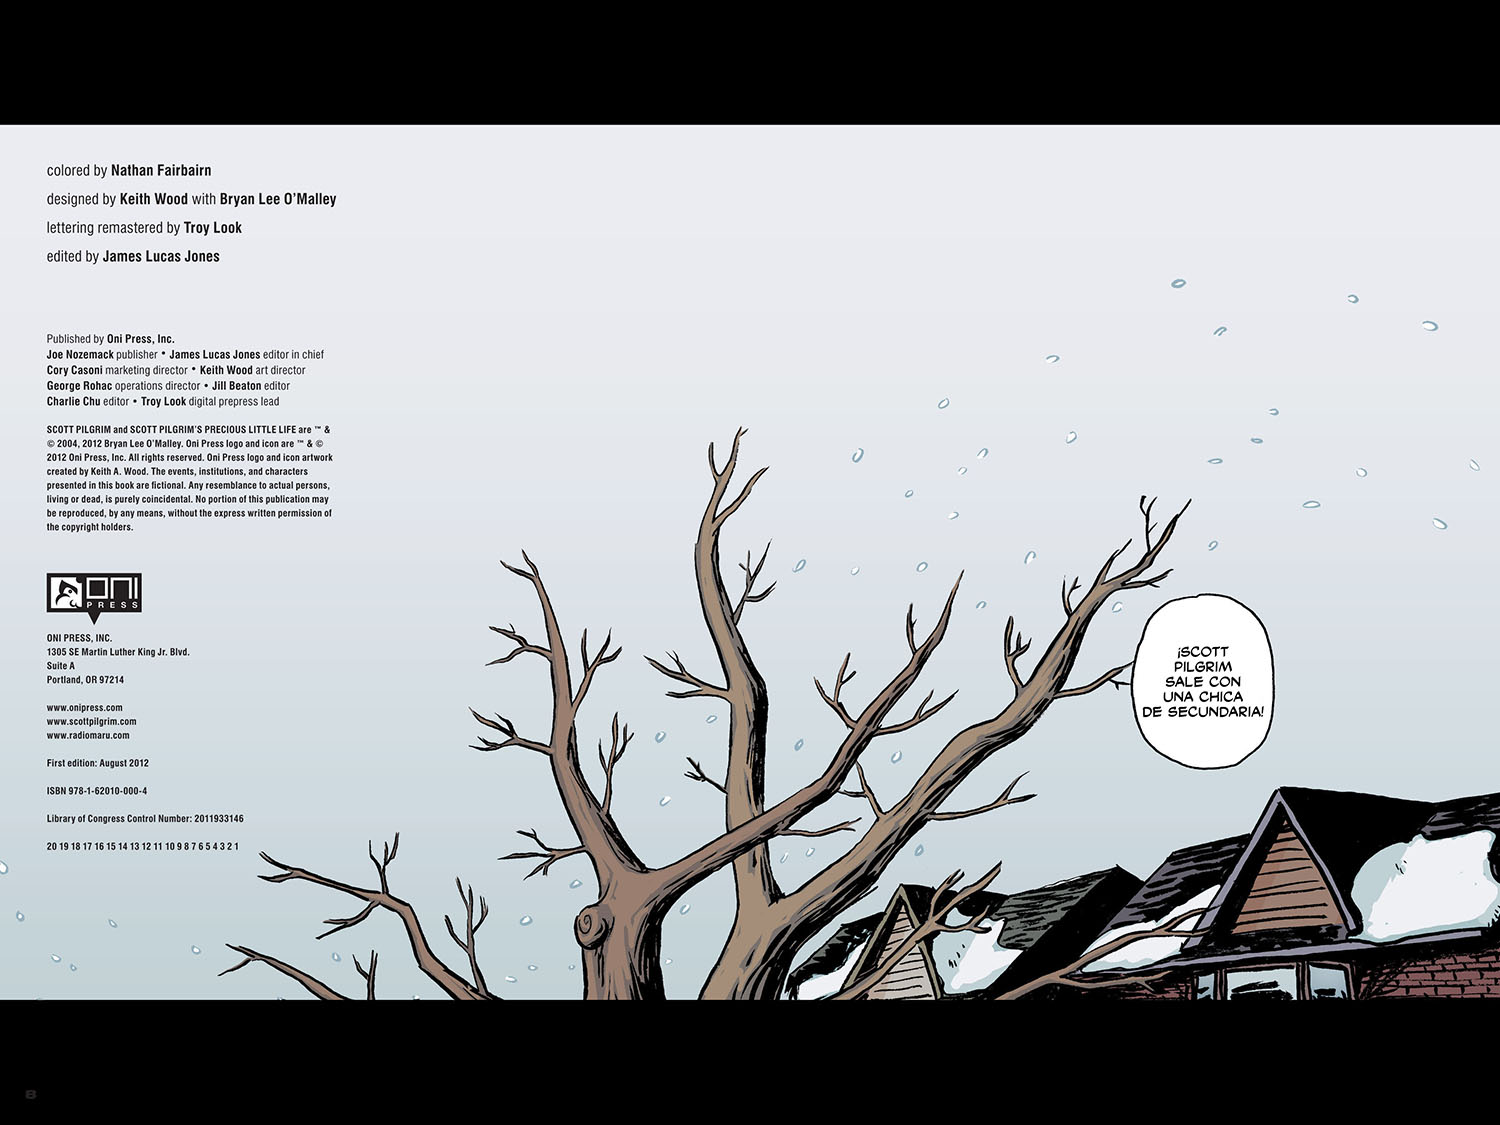 colored by Nathan Fairbairn
designed by Keith Wood with Bryan Lee O'Malley
lettering remastered by Troy Look
edited by James Lucas Jones
Published by Oni Press, Inc.
Joe Nozemack publisher • James Lucas Jones editor in chief
Cory Casoni marketing director • Keith Wood art director
George Rohac operations director • Jill Beaton editor
Charlie Chu editor • Troy Look digital prepress lead
SCOTT PILGRIM and SCOTT PILGRIM'S PRECIOUS LITTLE LIFE are ™ &
© 2004, 2012 Bryan Lee O'Malley. Oni Press logo and icon are ™ & ©
2012 Oni Press, Inc. All rights reserved. Oni Press logo and icon artwork
created by Keith A. Wood. The events, institutions, and characters
presented in this book are fictional. Any resemblance to actual persons,
living or dead, is purely coincidental. No portion of this publication may
be reproduced, by any means, without the express written permission of
the copyright holders.
ONI
PRESS
ONI PRESS, INC.
1305 SE Martin Luther King Jr. Blvd.
Suite A
Portland, OR 97214
www.onipress.com
www.scottpilgrim.com
www.radiomaru.com
First edition: August 2012
ISBN 978-1-62010-000-4
Library of Congress Control Number: 2011933146
20 19 18 17 16 15 14 13 12 11 10 9 8 7 6 5 4 3 2 1
¡SCOTT
PILGRIM
SALE CON
UNA CHICA
DE SECUNDARIA!
8